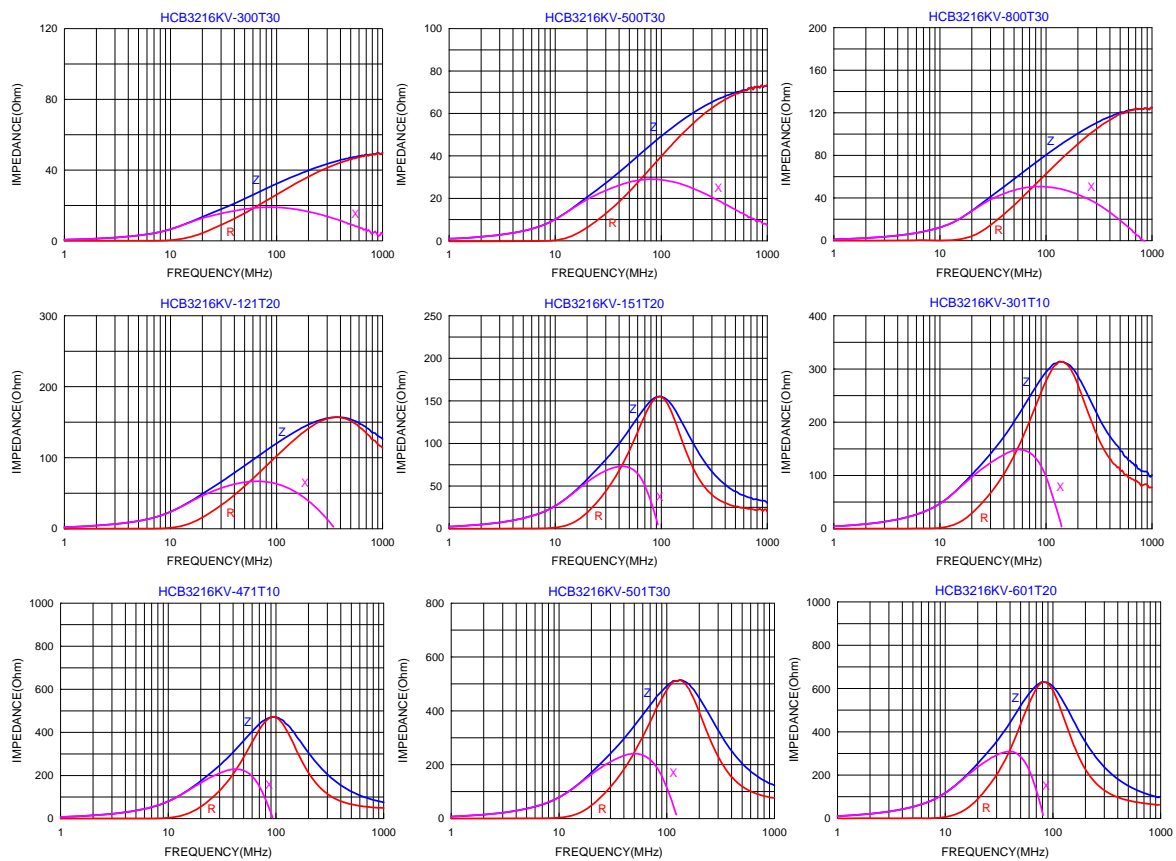 HCB3216KV-300T30
IMPEDANCE(Ohm)
120
80
40
0
Z
X
R
1 10 100 1000
FREQUENCY(MHz)
HCB3216KV-500T30
IMPEDANCE(Ohm)
100
80
60
40
20
0
Z
X
R
1 10 100 1000
FREQUENCY(MHz)
HCB3216KV-800T30
IMPEDANCE(Ohm)
200
160
120
80
40
0
Z
X
R
1 10 100 1000
FREQUENCY(MHz)
HCB3216KV-121T20
IMPEDANCE(Ohm)
300
200
100
0
Z
X
R
1 10 100 1000
FREQUENCY(MHz)
HCB3216KV-151T20
IMPEDANCE(Ohm)
250
200
150
100
50
0
Z
X
R
1 10 100 1000
FREQUENCY(MHz)
HCB3216KV-301T10
IMPEDANCE(Ohm)
400
300
200
100
0
Z
X
R
1 10 100 1000
FREQUENCY(MHz)
HCB3216KV-471T10
IMPEDANCE(Ohm)
1000
800
600
400
200
0
Z
X
R
1 10 100 1000
FREQUENCY(MHz)
HCB3216KV-501T30
IMPEDANCE(Ohm)
800
600
400
200
0
Z
X
R
1 10 100 1000
FREQUENCY(MHz)
HCB3216KV-601T20
IMPEDANCE(Ohm)
1000
800
600
400
200
0
Z
X
R
1 10 100 1000
FREQUENCY(MHz)